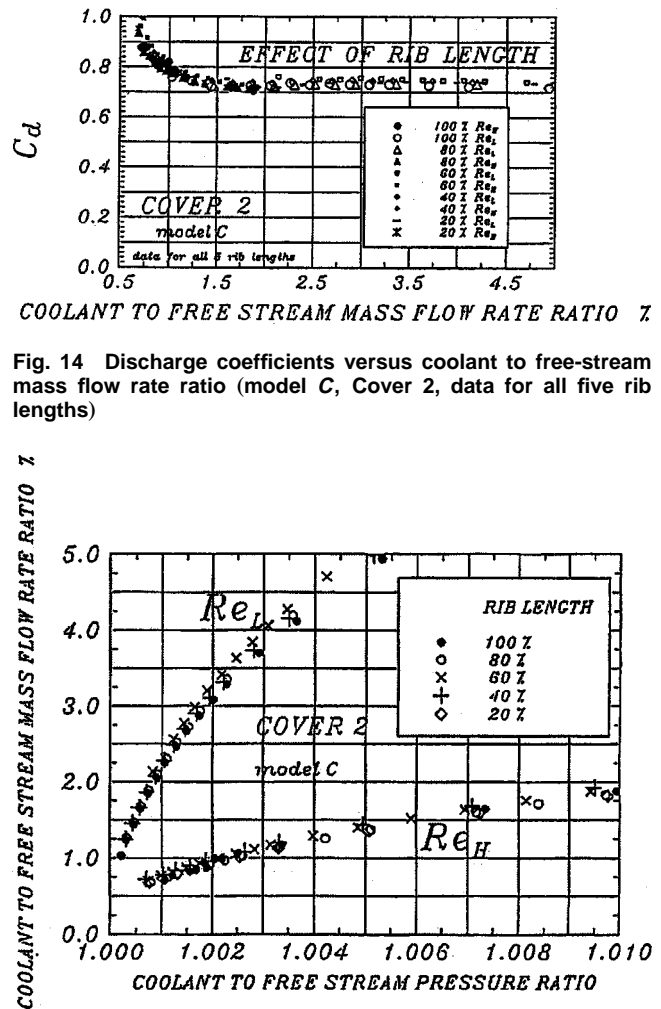 1.0
0.8
0.6
0.4
0.2
0.0
C_d
EFFECT OF RIB LENGTH
100 % Re_H
100 % Re_L
80 % Re_L
80 % Re_H
60 % Re_L
60 % Re_H
40 % Re_L
40 % Re_H
20 % Re_L
20 % Re_H
COVER 2
model C
data for all 5 rib lengths
0.5 1.5 2.5 3.5 4.5
COOLANT TO FREE STREAM MASS FLOW RATE RATIO %
Fig. 14 Discharge coefficients versus coolant to free-stream
mass flow rate ratio (model C, Cover 2, data for all five rib
lengths)
COOLANT TO FREE STREAM MASS FLOW RATE RATIO %
5.0
4.0
3.0
2.0
1.0
0.0
Re_L
RIB LENGTH
100 %
80 %
60 %
40 %
20 %
COVER 2
model C
Re_H
1.000 1.002 1.004 1.006 1.008 1.010
COOLANT TO FREE STREAM PRESSURE RATIO